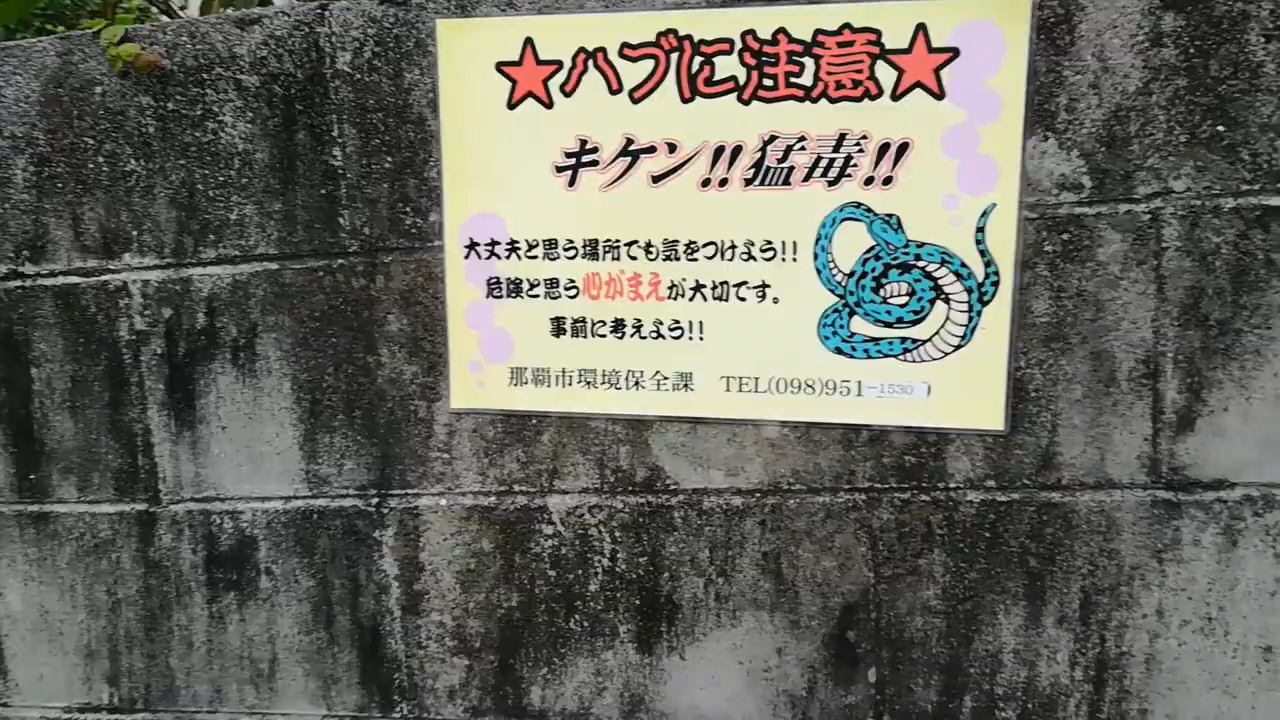 ★ハブに注意★
キケン!!猛毒!!
大丈夫と思う場所でも気をつけよう!!
危険と思う心がまえが大切です。
事前に考えよう!!
那覇市環境保全課 TEL(098)951-1530